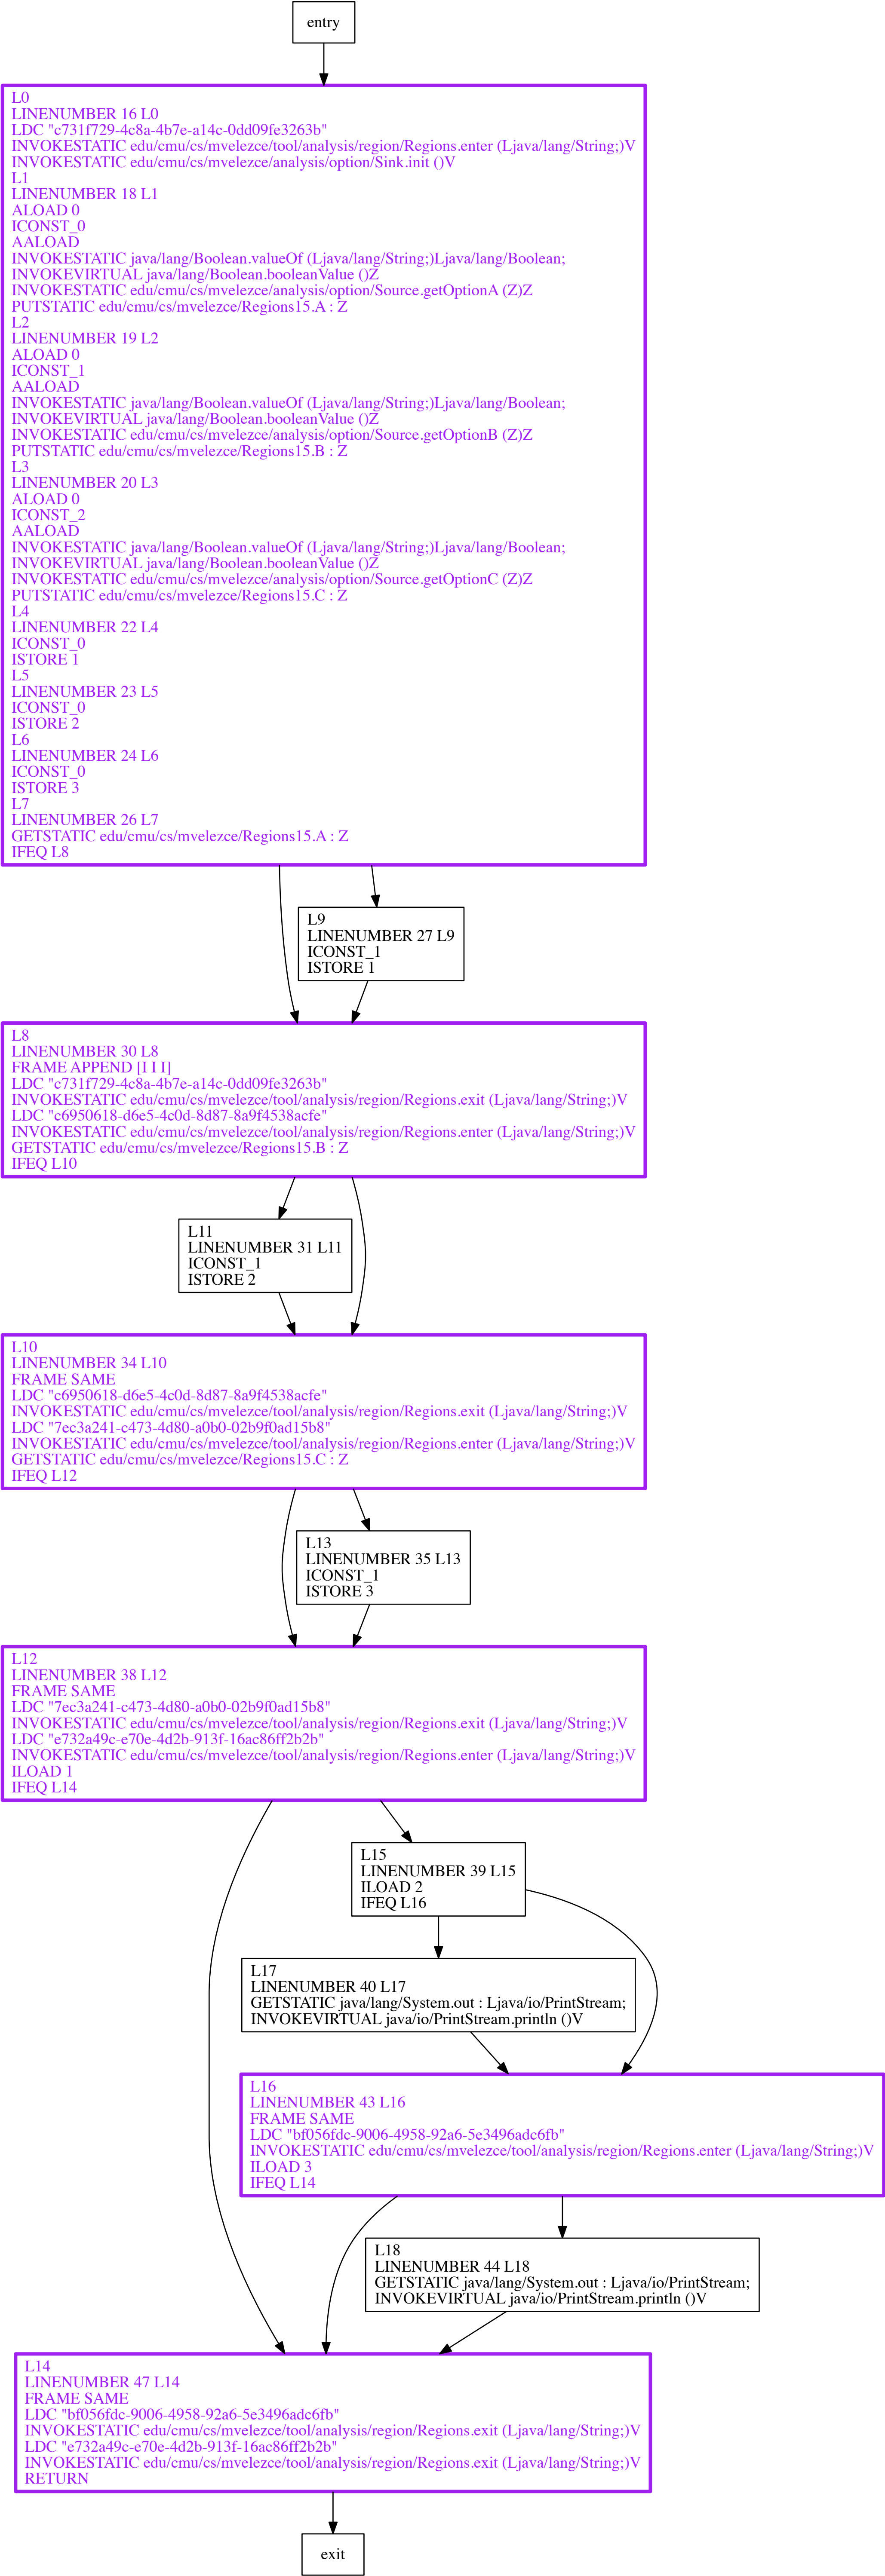 entry
L0
LINENUMBER 16 L0
LDC "c731f729-4c8a-4b7e-a14c-0dd09fe3263b"
INVOKESTATIC edu/cmu/cs/mvelezce/tool/analysis/region/Regions.enter (Ljava/lang/String;)V
INVOKESTATIC edu/cmu/cs/mvelezce/analysis/option/Sink.init ()V
L1
LINENUMBER 18 L1
ALOAD 0
ICONST_0
AALOAD
INVOKESTATIC java/lang/Boolean.valueOf (Ljava/lang/String;)Ljava/lang/Boolean;
INVOKEVIRTUAL java/lang/Boolean.booleanValue ()Z
INVOKESTATIC edu/cmu/cs/mvelezce/analysis/option/Source.getOptionA (Z)Z
PUTSTATIC edu/cmu/cs/mvelezce/Regions15.A : Z
L2
LINENUMBER 19 L2
ALOAD 0
ICONST_1
AALOAD
INVOKESTATIC java/lang/Boolean.valueOf (Ljava/lang/String;)Ljava/lang/Boolean;
INVOKEVIRTUAL java/lang/Boolean.booleanValue ()Z
INVOKESTATIC edu/cmu/cs/mvelezce/analysis/option/Source.getOptionB (Z)Z
PUTSTATIC edu/cmu/cs/mvelezce/Regions15.B : Z
L3
LINENUMBER 20 L3
ALOAD 0
ICONST_2
AALOAD
INVOKESTATIC java/lang/Boolean.valueOf (Ljava/lang/String;)Ljava/lang/Boolean;
INVOKEVIRTUAL java/lang/Boolean.booleanValue ()Z
INVOKESTATIC edu/cmu/cs/mvelezce/analysis/option/Source.getOptionC (Z)Z
PUTSTATIC edu/cmu/cs/mvelezce/Regions15.C : Z
L4
LINENUMBER 22 L4
ICONST_0
ISTORE 1
L5
LINENUMBER 23 L5
ICONST_0
ISTORE 2
L6
LINENUMBER 24 L6
ICONST_0
ISTORE 3
L7
LINENUMBER 26 L7
GETSTATIC edu/cmu/cs/mvelezce/Regions15.A : Z
IFEQ L8
L9
LINENUMBER 27 L9
ICONST_1
ISTORE 1
L8
LINENUMBER 30 L8
FRAME APPEND [I I I]
LDC "c731f729-4c8a-4b7e-a14c-0dd09fe3263b"
INVOKESTATIC edu/cmu/cs/mvelezce/tool/analysis/region/Regions.exit (Ljava/lang/String;)V
LDC "c6950618-d6e5-4c0d-8d87-8a9f4538acfe"
INVOKESTATIC edu/cmu/cs/mvelezce/tool/analysis/region/Regions.enter (Ljava/lang/String;)V
GETSTATIC edu/cmu/cs/mvelezce/Regions15.B : Z
IFEQ L10
L11
LINENUMBER 31 L11
ICONST_1
ISTORE 2
L10
LINENUMBER 34 L10
FRAME SAME
LDC "c6950618-d6e5-4c0d-8d87-8a9f4538acfe"
INVOKESTATIC edu/cmu/cs/mvelezce/tool/analysis/region/Regions.exit (Ljava/lang/String;)V
LDC "7ec3a241-c473-4d80-a0b0-02b9f0ad15b8"
INVOKESTATIC edu/cmu/cs/mvelezce/tool/analysis/region/Regions.enter (Ljava/lang/String;)V
GETSTATIC edu/cmu/cs/mvelezce/Regions15.C : Z
IFEQ L12
L13
LINENUMBER 35 L13
ICONST_1
ISTORE 3
L12
LINENUMBER 38 L12
FRAME SAME
LDC "7ec3a241-c473-4d80-a0b0-02b9f0ad15b8"
INVOKESTATIC edu/cmu/cs/mvelezce/tool/analysis/region/Regions.exit (Ljava/lang/String;)V
LDC "e732a49c-e70e-4d2b-913f-16ac86ff2b2b"
INVOKESTATIC edu/cmu/cs/mvelezce/tool/analysis/region/Regions.enter (Ljava/lang/String;)V
ILOAD 1
IFEQ L14
L15
LINENUMBER 39 L15
ILOAD 2
IFEQ L16
L17
LINENUMBER 40 L17
GETSTATIC java/lang/System.out : Ljava/io/PrintStream;
INVOKEVIRTUAL java/io/PrintStream.println ()V
L16
LINENUMBER 43 L16
FRAME SAME
LDC "bf056fdc-9006-4958-92a6-5e3496adc6fb"
INVOKESTATIC edu/cmu/cs/mvelezce/tool/analysis/region/Regions.enter (Ljava/lang/String;)V
ILOAD 3
IFEQ L14
L18
LINENUMBER 44 L18
GETSTATIC java/lang/System.out : Ljava/io/PrintStream;
INVOKEVIRTUAL java/io/PrintStream.println ()V
L14
LINENUMBER 47 L14
FRAME SAME
LDC "bf056fdc-9006-4958-92a6-5e3496adc6fb"
INVOKESTATIC edu/cmu/cs/mvelezce/tool/analysis/region/Regions.exit (Ljava/lang/String;)V
LDC "e732a49c-e70e-4d2b-913f-16ac86ff2b2b"
INVOKESTATIC edu/cmu/cs/mvelezce/tool/analysis/region/Regions.exit (Ljava/lang/String;)V
RETURN
exit